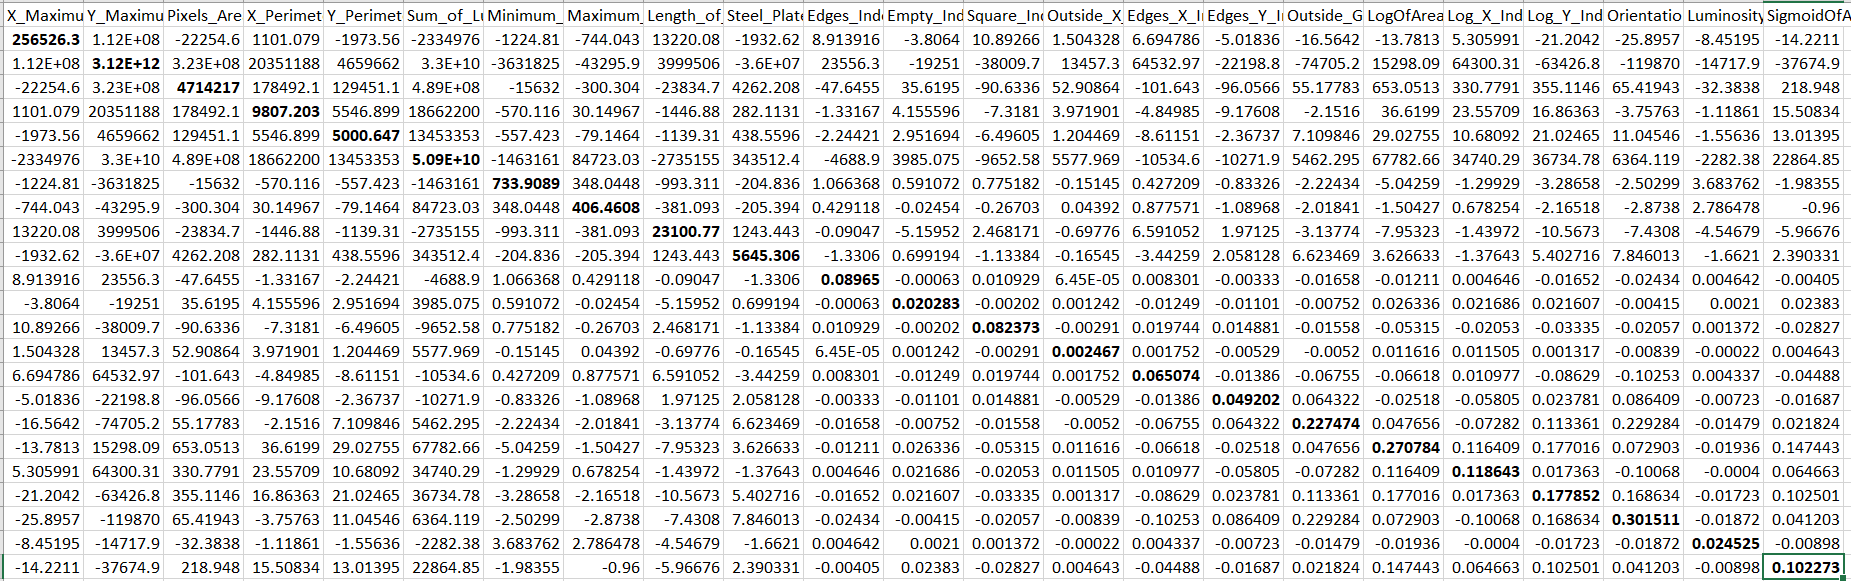 X_Maximu Y_Maximu Pixels_Are X_Perimet Y_Perimet Sum_of_Lu Minimum_ Maximum_ Length_of Steel_Plat Edges_Ind Empty_Ind Square_In Outside_X Edges_X_I Edges_Y_I Outside_G LogOfArea Log_X_Ind Log_Y_Ind Orientatio Luminosity SigmoidOfA
256526.3 1.12E+08 -22254.6 1101.079 -1973.56 -2334976 -1224.81 -744.043 13220.08 -1932.62 8.913916 -3.8064 10.89266 1.504328 6.694786 -5.01836 -16.5642 -13.7813 5.305991 -21.2042 -25.8957 -8.45195 -14.2211
1.12E+08 3.12E+12 3.23E+08 20351188 4659662 3.3E+10 -3631825 -43295.9 3999506 -3.6E+07 23556.3 -19251 -38009.7 13457.3 64532.97 -22198.8 -74705.2 15298.09 64300.31 -63426.8 -119870 -14717.9 -37674.9
-22254.6 3.23E+08 4714217 178492.1 129451.1 4.89E+08 -15632 -300.304 -23834.7 4262.208 -47.6455 35.6195 -90.6336 52.90864 -101.643 -96.0566 55.17783 653.0513 330.7791 355.1146 65.41943 -32.3838 218.948
1101.079 20351188 178492.1 9807.203 5546.899 18662200 -570.116 30.14967 -1446.88 282.1131 -1.33167 4.155596 -7.3181 3.971901 -4.84985 -9.17608 -2.1516 36.6199 23.55709 16.86363 -3.75763 -1.11861 15.50834
-1973.56 4659662 129451.1 5546.899 5000.647 13453353 -557.423 -79.1464 -1139.31 438.5596 -2.24421 2.951694 -6.49605 1.204469 -8.61151 -2.36737 7.109846 29.02755 10.68092 21.02465 11.04546 -1.55636 13.01395
-2334976 3.3E+10 4.89E+08 18662200 13453353 5.09E+10 -1463161 84723.03 -2735155 343512.4 -4688.9 3985.075 -9652.58 5577.969 -10534.6 -10271.9 5462.295 67782.66 34740.29 36734.78 6364.119 -2282.38 22864.85
-1224.81 -3631825 -15632 -570.116 -557.423 -1463161 733.9089 348.0448 -993.311 -204.836 1.066368 0.591072 0.775182 -0.15145 0.427209 -0.83326 -2.22434 -5.04259 -1.29929 -3.28658 -2.50299 3.683762 -1.98355
-744.043 -43295.9 -300.304 30.14967 -79.1464 84723.03 348.0448 406.4608 -381.093 -205.394 0.429118 -0.02454 -0.26703 0.04392 0.877571 -1.08968 -2.01841 -1.50427 0.678254 -2.16518 -2.8738 2.786478 -0.96
13220.08 3999506 -23834.7 -1446.88 -1139.31 -2735155 -993.311 -381.093 23100.77 1243.443 -0.09047 -5.15952 2.468171 -0.69776 6.591052 1.97125 -3.13774 -7.95323 -1.43972 -10.5673 -7.4308 -4.54679 -5.96676
-1932.62 -3.6E+07 4262.208 282.1131 438.5596 343512.4 -204.836 -205.394 1243.443 5645.306 -1.3306 0.699194 -1.13384 -0.16545 -3.44259 2.058128 6.623469 3.626633 -1.37643 5.402716 7.846013 -1.6621 2.390331
8.913916 23556.3 -47.6455 -1.33167 -2.24421 -4688.9 1.066368 0.429118 -0.09047 -1.3306 0.08965 -0.00063 0.010929 6.45E-05 0.008301 -0.00333 -0.01658 -0.01211 0.004646 -0.01652 -0.02434 0.004642 -0.00405
-3.8064 -19251 35.6195 4.155596 2.951694 3985.075 0.591072 -0.02454 -5.15952 0.699194 -0.00063 0.020283 -0.00202 0.001242 -0.01249 -0.01101 -0.00752 0.026336 0.021686 0.021607 -0.00415 0.0021 0.02383
10.89266 -38009.7 -90.6336 -7.3181 -6.49605 -9652.58 0.775182 -0.26703 2.468171 -1.13384 0.010929 -0.00202 0.082373 -0.00291 0.019744 0.014881 -0.01558 -0.05315 -0.02053 -0.03335 -0.02057 0.001372 -0.02827
1.504328 13457.3 52.90864 3.971901 1.204469 5577.969 -0.15145 0.04392 -0.69776 -0.16545 6.45E-05 0.001242 -0.00291 0.002467 0.001752 -0.00529 -0.0052 0.011616 0.011505 0.001317 -0.00839 -0.00022 0.004643
6.694786 64532.97 -101.643 -4.84985 -8.61151 -10534.6 0.427209 0.877571 6.591052 -3.44259 0.008301 -0.01249 0.019744 0.001752 0.065074 -0.01386 -0.06755 -0.06618 0.010977 -0.08629 -0.10253 0.004337 -0.04488
-5.01836 -22198.8 -96.0566 -9.17608 -2.36737 -10271.9 -0.83326 -1.08968 1.97125 2.058128 -0.00333 -0.01101 0.014881 -0.00529 -0.01386 0.049202 0.064322 -0.02518 -0.05805 0.023781 0.086409 -0.00723 -0.01687
-16.5642 -74705.2 55.17783 -2.1516 7.109846 5462.295 -2.22434 -2.01841 -3.13774 6.623469 -0.01658 -0.00752 -0.01558 -0.0052 -0.06755 0.064322 0.227474 0.047656 -0.07282 0.113361 0.229284 -0.01479 0.021824
-13.7813 15298.09 653.0513 36.6199 29.02755 67782.66 -5.04259 -1.50427 -7.95323 3.626633 -0.01211 0.026336 -0.05315 0.011616 -0.06618 -0.02518 0.047656 0.270784 0.116409 0.177016 0.072903 -0.01936 0.147443
5.305991 64300.31 330.7791 23.55709 10.68092 34740.29 -1.29929 0.678254 -1.43972 -1.37643 0.004646 0.021686 -0.02053 0.011505 0.010977 -0.05805 -0.07282 0.116409 0.118643 0.017363 -0.10068 -0.0004 0.064663
-21.2042 -63426.8 355.1146 16.86363 21.02465 36734.78 -3.28658 -2.16518 -10.5673 5.402716 -0.01652 0.021607 -0.03335 0.001317 -0.08629 0.023781 0.113361 0.177016 0.017363 0.177852 0.168634 -0.01723 0.102501
-25.8957 -119870 65.41943 -3.75763 11.04546 6364.119 -2.50299 -2.8738 -7.4308 7.846013 -0.02434 -0.00415 -0.02057 -0.00839 -0.10253 0.086409 0.229284 0.072903 -0.10068 0.168634 0.301511 -0.01872 0.041203
-8.45195 -14717.9 -32.3838 -1.11861 -1.55636 -2282.38 3.683762 2.786478 -4.54679 -1.6621 0.004642 0.0021 0.001372 -0.00022 0.004337 -0.00723 -0.01479 -0.01936 -0.0004 -0.01723 -0.01872 0.024525 -0.00898
-14.2211 -37674.9 218.948 15.50834 13.01395 22864.85 -1.98355 -0.96 -5.96676 2.390331 -0.00405 0.02383 -0.02827 0.004643 -0.04488 -0.01687 0.021824 0.147443 0.064663 0.102501 0.041203 -0.00898 0.102273